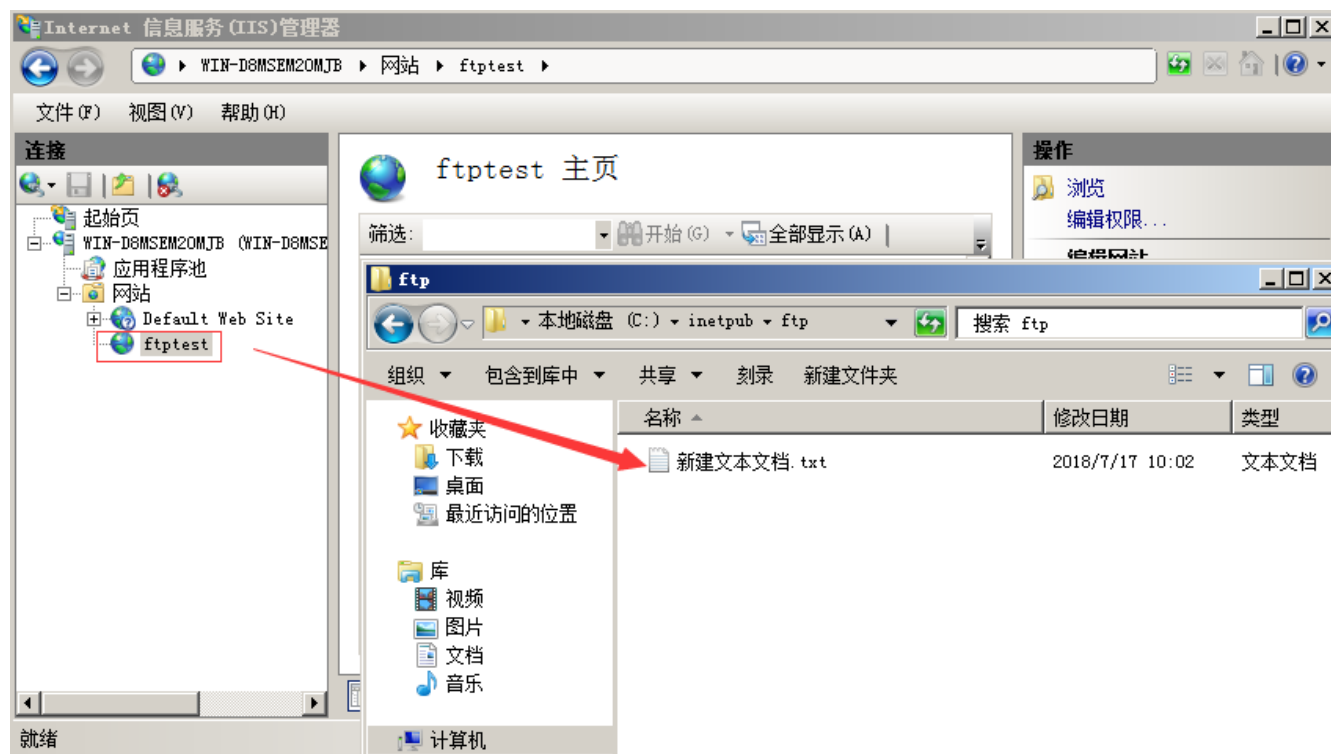 Internet 信息服务(IIS)管理器
WIN-D8MSEM20MJB 网站 ftptest
文件(F) 视图(V) 帮助(H)
连接
起始页
WIN-D8MSEM20MJB (WIN-D8MSE
应用程序池
网站
Default Web Site
ftptest
就绪
ftptest 主页
筛选: 开始(G) 全部显示(A)
操作
浏览
编辑权限...
编辑网站
ftp
本地磁盘 (C:) inetpub ftp
搜索 ftp
组织 包含到库中 共享 刻录 新建文件夹
收藏夹
下载
桌面
最近访问的位置
库
视频
图片
文档
音乐
计算机
名称 修改日期 类型
新建文本文档.txt 2018/7/17 10:02 文本文档